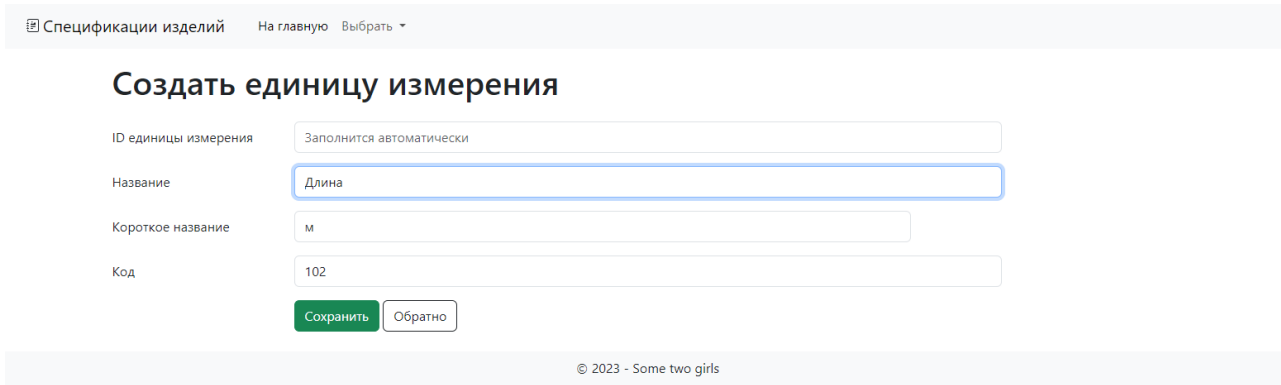 Спецификации изделий На главную Выбрать
Создать единицу измерения
ID единицы измерения Заполнится автоматически
Название Длина
Короткое название м
Код 102
Сохранить Обратно
© 2023 - Some two girls